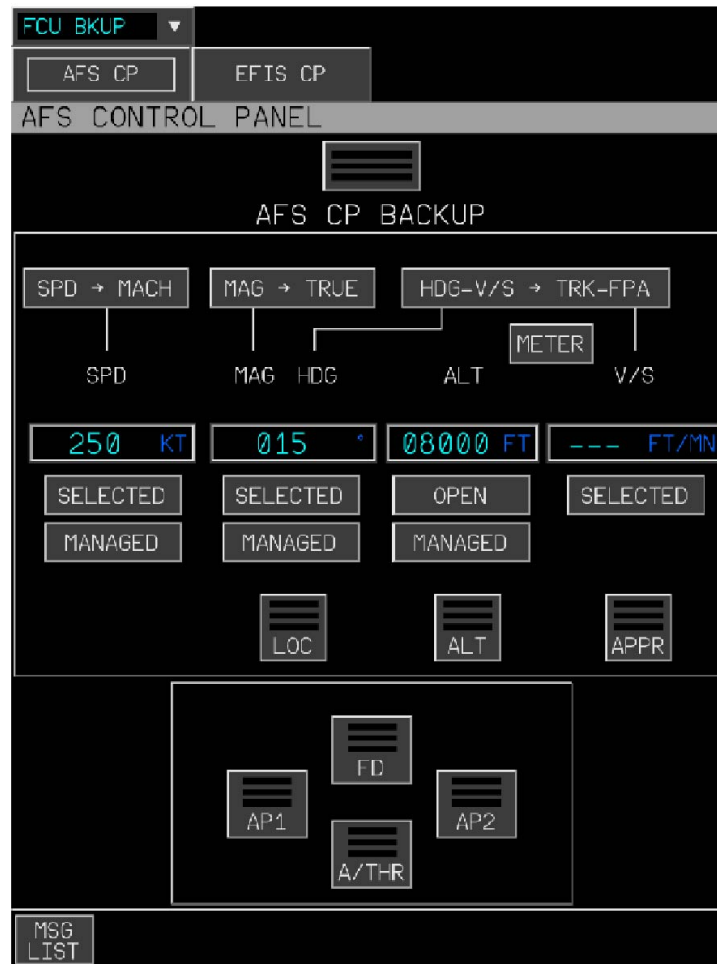 FCU BKUP ▼
AFS CP EFIS CP
AFS CONTROL PANEL
AFS CP BACKUP
SPD → MACH MAG → TRUE HDG-V/S → TRK-FPA
METER
SPD MAG HDG ALT V/S
250 KT 015 ° 08000 FT --- FT/MN
SELECTED SELECTED OPEN SELECTED
MANAGED MANAGED MANAGED
LOC ALT APPR
FD
AP1 AP2
A/THR
MSG
LIST